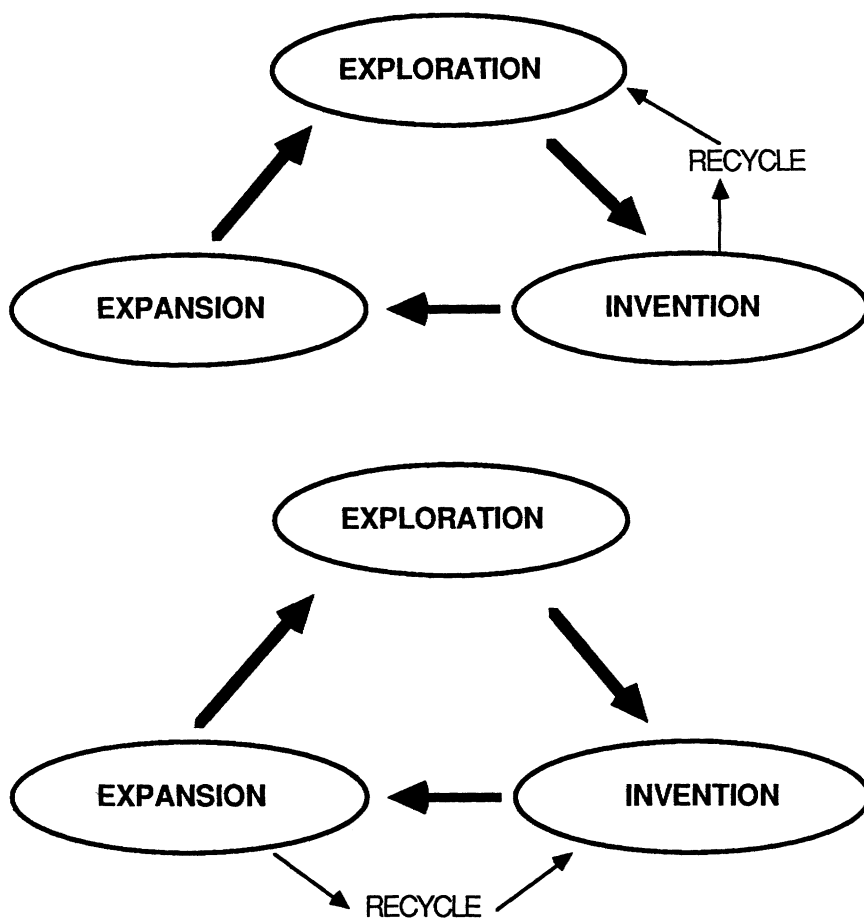 EXPLORATION
RECYCLE
EXPANSION
INVENTION
EXPLORATION
EXPANSION
INVENTION
RECYCLE